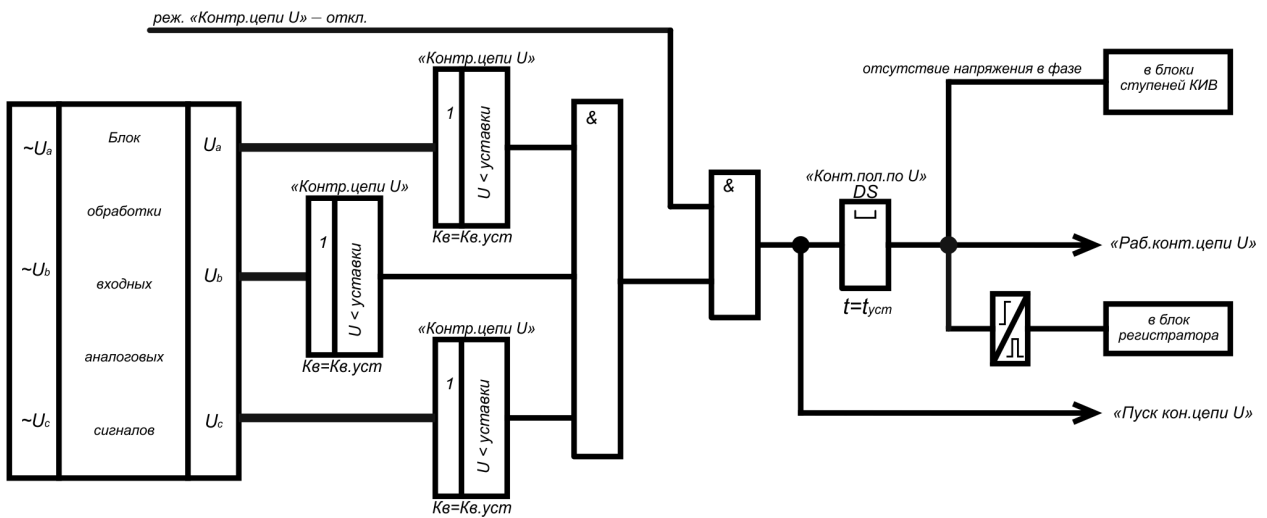 реж. «Контр.цепи U» – откл.
«Контр.цепи U»
отсутствие напряжения в фазе
в блоки
ступеней КИВ
~Ua
Блок
Ua
1
U < уставки
&
Кв=Кв.уст
«Контр.цепи U»
обработки
&
«Конт.пол.по U»
DS
t=tуст
«Раб.конт.цепи U»
~Ub
входных
Ub
1
U < уставки
Кв=Кв.уст
«Контр.цепи U»
в блок
регистратора
аналоговых
1
U < уставки
~Uc
сигналов
Uc
«Пуск кон.цепи U»
Кв=Кв.уст